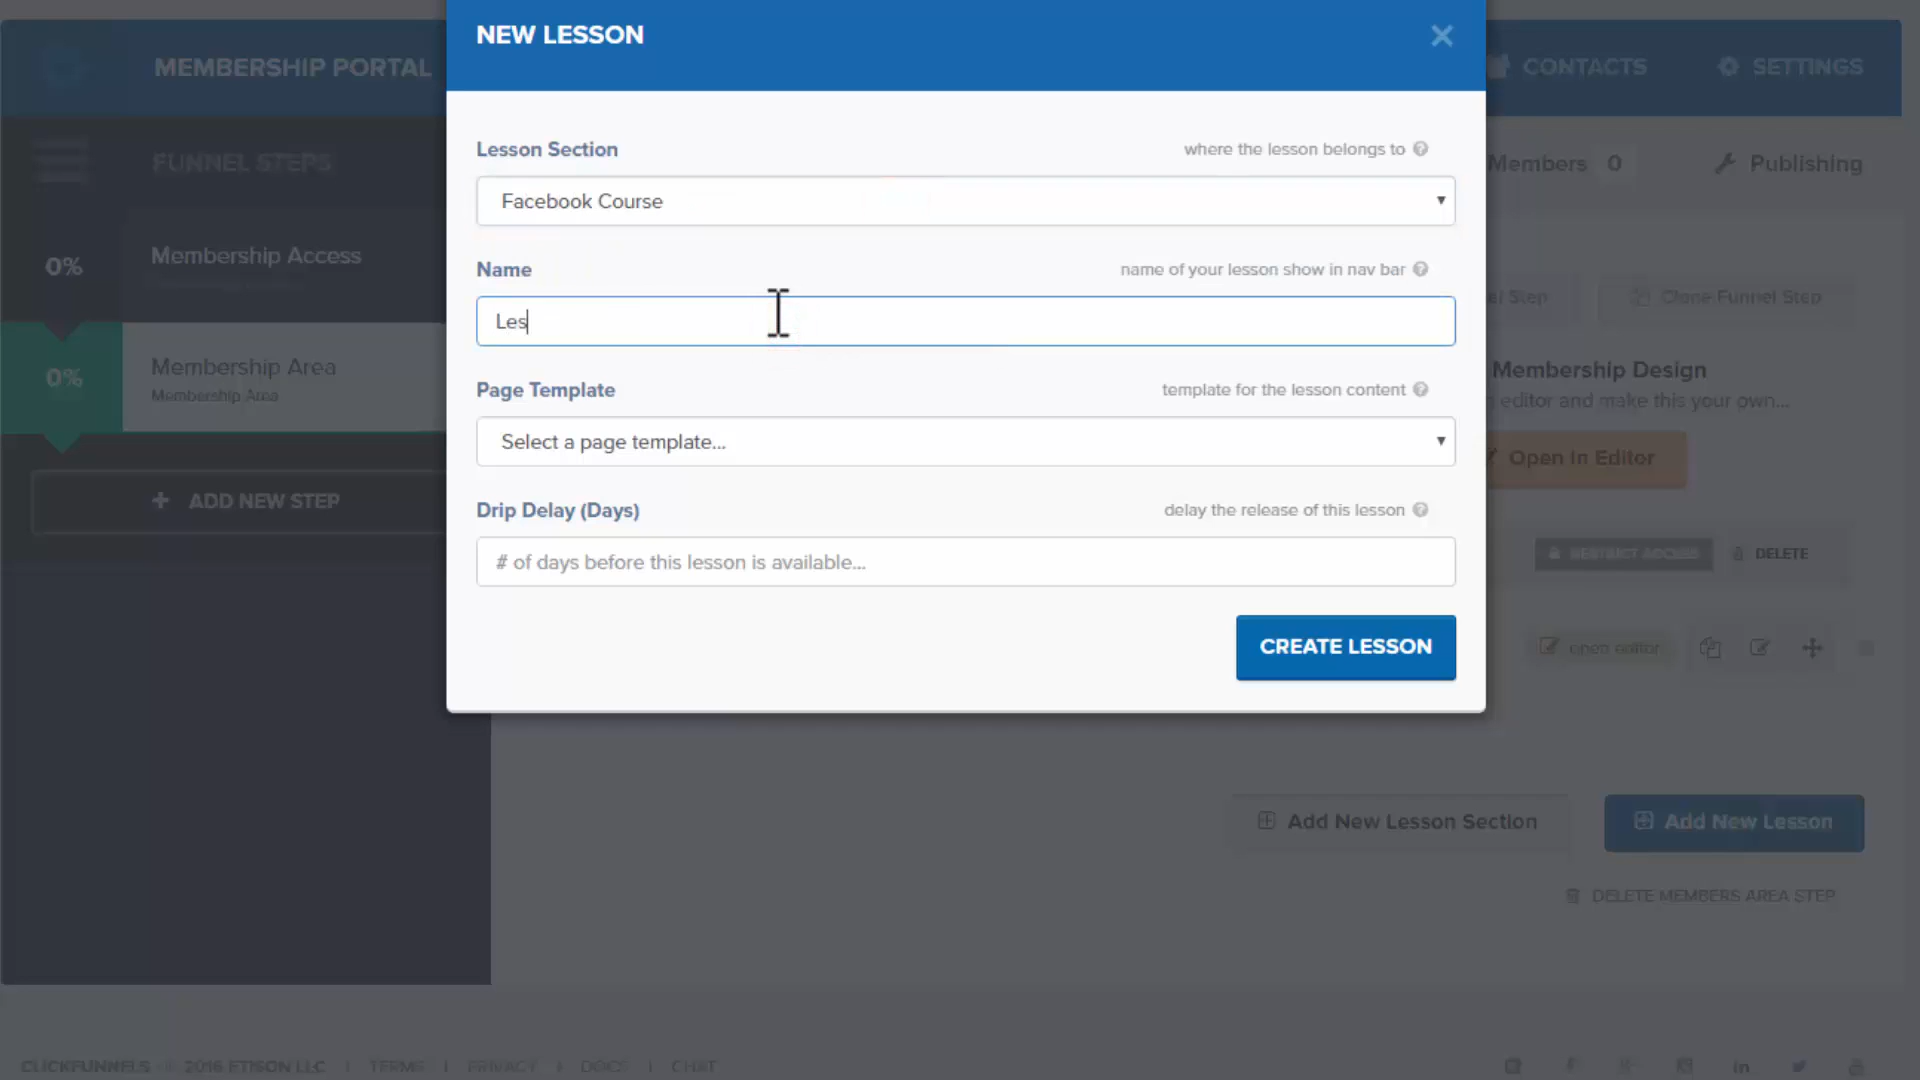 NEW LESSON
MEMBERSHIP PORTAL
CONTACTS
SETTINGS
FUNNEL STEPS
Members 0
Publishing
Lesson Section
where the lesson belongs to
Facebook Course
0%
Membership Access
Name
name of your lesson show in nav bar
Les
Step
Clone Funnel Step
0%
Membership Area
Membership Area
Page Template
template for the lesson content
Select a page template...
Membership Design
editor and make this your own...
Open In Editor
ADD NEW STEP
Drip Delay (Days)
delay the release of this lesson
# of days before this lesson is available...
RESTRICT ACCESS
DELETE
CREATE LESSON
open editor
Add New Lesson Section
Add New Lesson
DELETE MEMBERS AREA STEP
CLICKFUNNELS © 2016 ETISON LLC | TERMS | PRIVACY | DOCS | CHAT